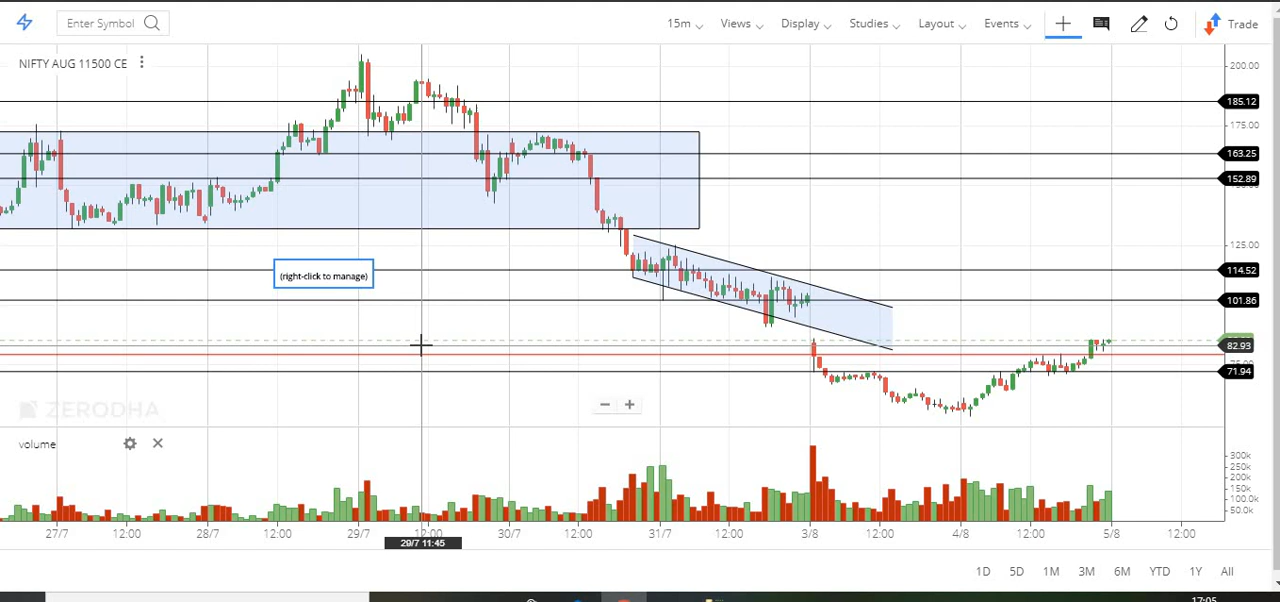 Enter Symbol
15m Views Display Studies Layout Events Trade
NIFTY AUG 11500 CE
200.00
185.12
175.00
163.25
152.89
125.00
114.52
(right-click to manage)
101.86
82.93
71.94
ZERODHA
volume
300k
250k
200k
150k
100.0k
50.0k
27/7 12:00 28/7 12:00 29/7 12:00 30/7 12:00 31/7 12:00 3/8 12:00 4/8 12:00 5/8 12:00
29/7 11:45
1D 5D 1M 3M 6M YTD 1Y All
17:05